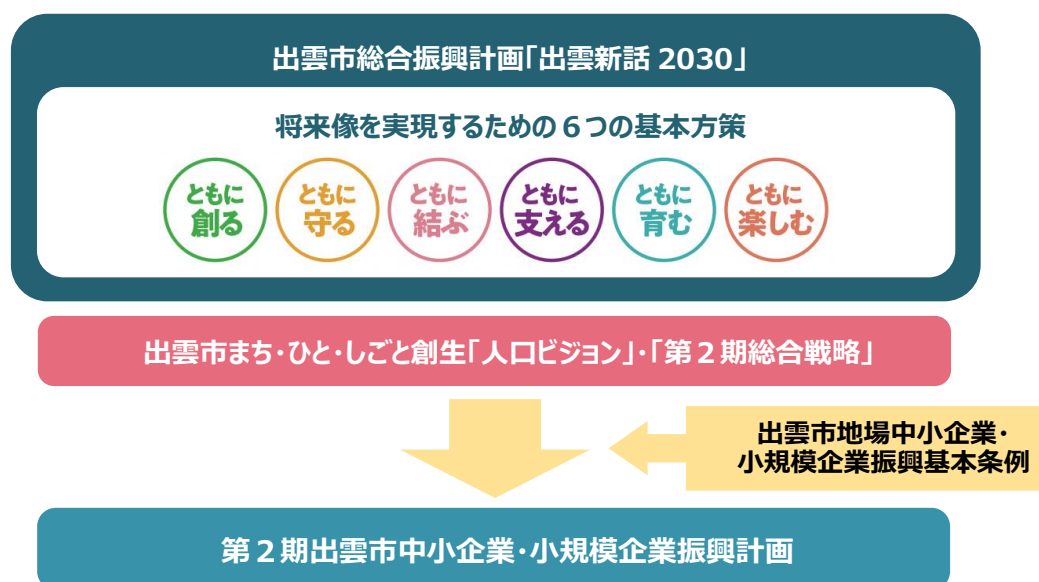 出雲市総合振興計画「出雲新話 2030」
将来像を実現するための６つの基本方策
ともに
創る
ともに
守る
ともに
結ぶ
ともに
支える
ともに
育む
ともに
楽しむ
出雲市まち・ひと・しごと創生「人口ビジョン」・「第２期総合戦略」
出雲市地場中小企業・
小規模企業振興基本条例
第２期出雲市中小企業・小規模企業振興計画